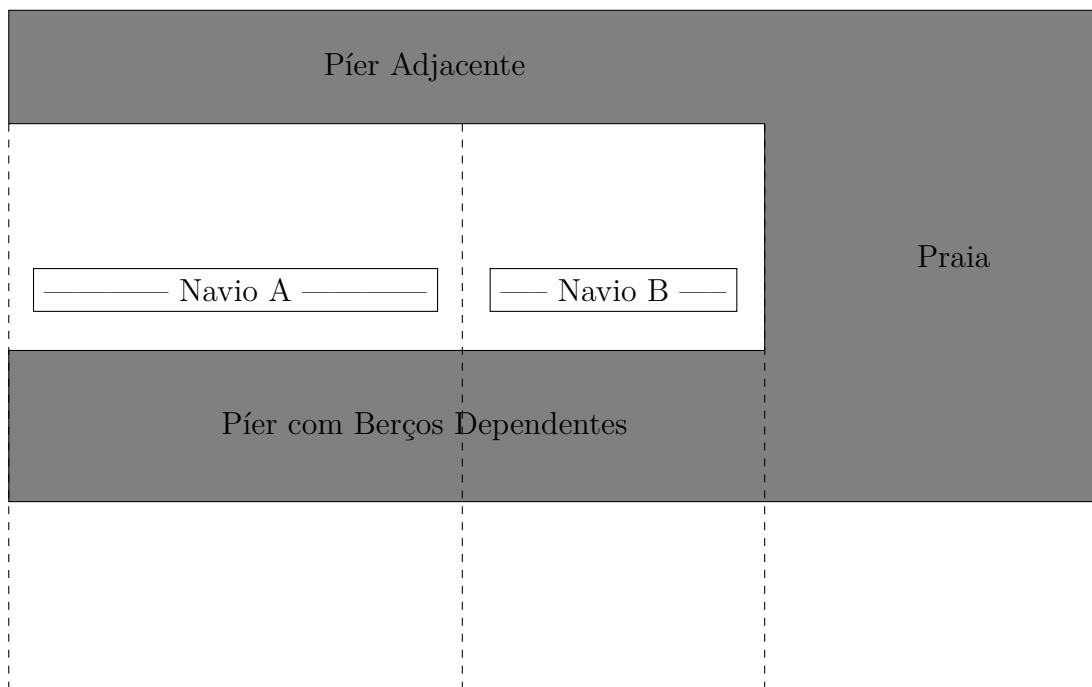 Píer Adjacente
Praia
Navio A
Navio B
Píer com Berços Dependentes